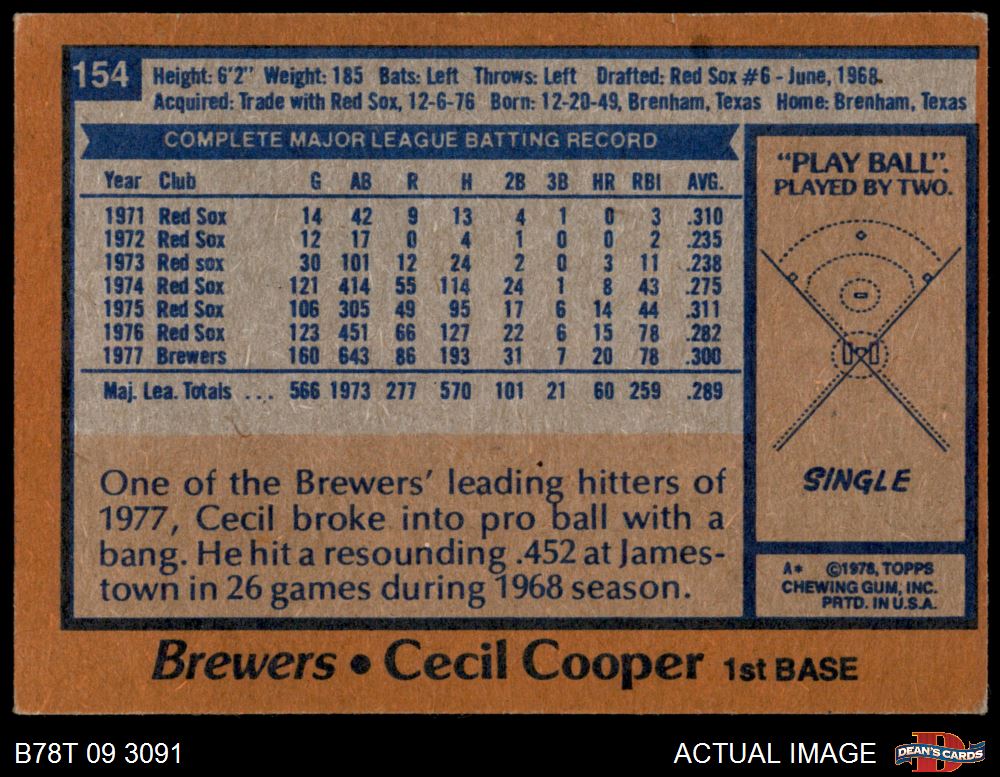 154
Height: 6'2" Weight: 185 Bats: Left Throws: Left Drafted: Red Sox #6 - June, 1968.
Acquired: Trade with Red Sox, 12-6-76 Born: 12-20-49, Brenham, Texas Home: Brenham, Texas
COMPLETE MAJOR LEAGUE BATTING RECORD
Year Club G AB R H 2B 3B HR RBI AVG.
1971 Red Sox 14 42 9 13 4 1 0 3 .310
1972 Red Sox 12 17 0 4 1 0 0 2 .235
1973 Red sox 30 101 12 24 2 0 3 11 .238
1974 Red Sox 121 414 55 114 24 1 8 43 .275
1975 Red Sox 106 305 49 95 17 6 14 44 .311
1976 Red Sox 123 451 66 127 22 6 15 78 .282
1977 Brewers 160 643 86 193 31 7 20 78 .300
Maj. Lea. Totals ... 566 1973 277 570 101 21 60 259 .289
One of the Brewers' leading hitters of
1977, Cecil broke into pro ball with a
bang. He hit a resounding .452 at James-
town in 26 games during 1968 season.
"PLAY BALL".
PLAYED BY TWO.
SINGLE
A* ©1978, TOPPS
CHEWING GUM, INC.
PRTD. IN U.S.A.
Brewers • Cecil Cooper 1st BASE
B78T 09 3091
ACTUAL IMAGE
D
DEAN'S CARDS